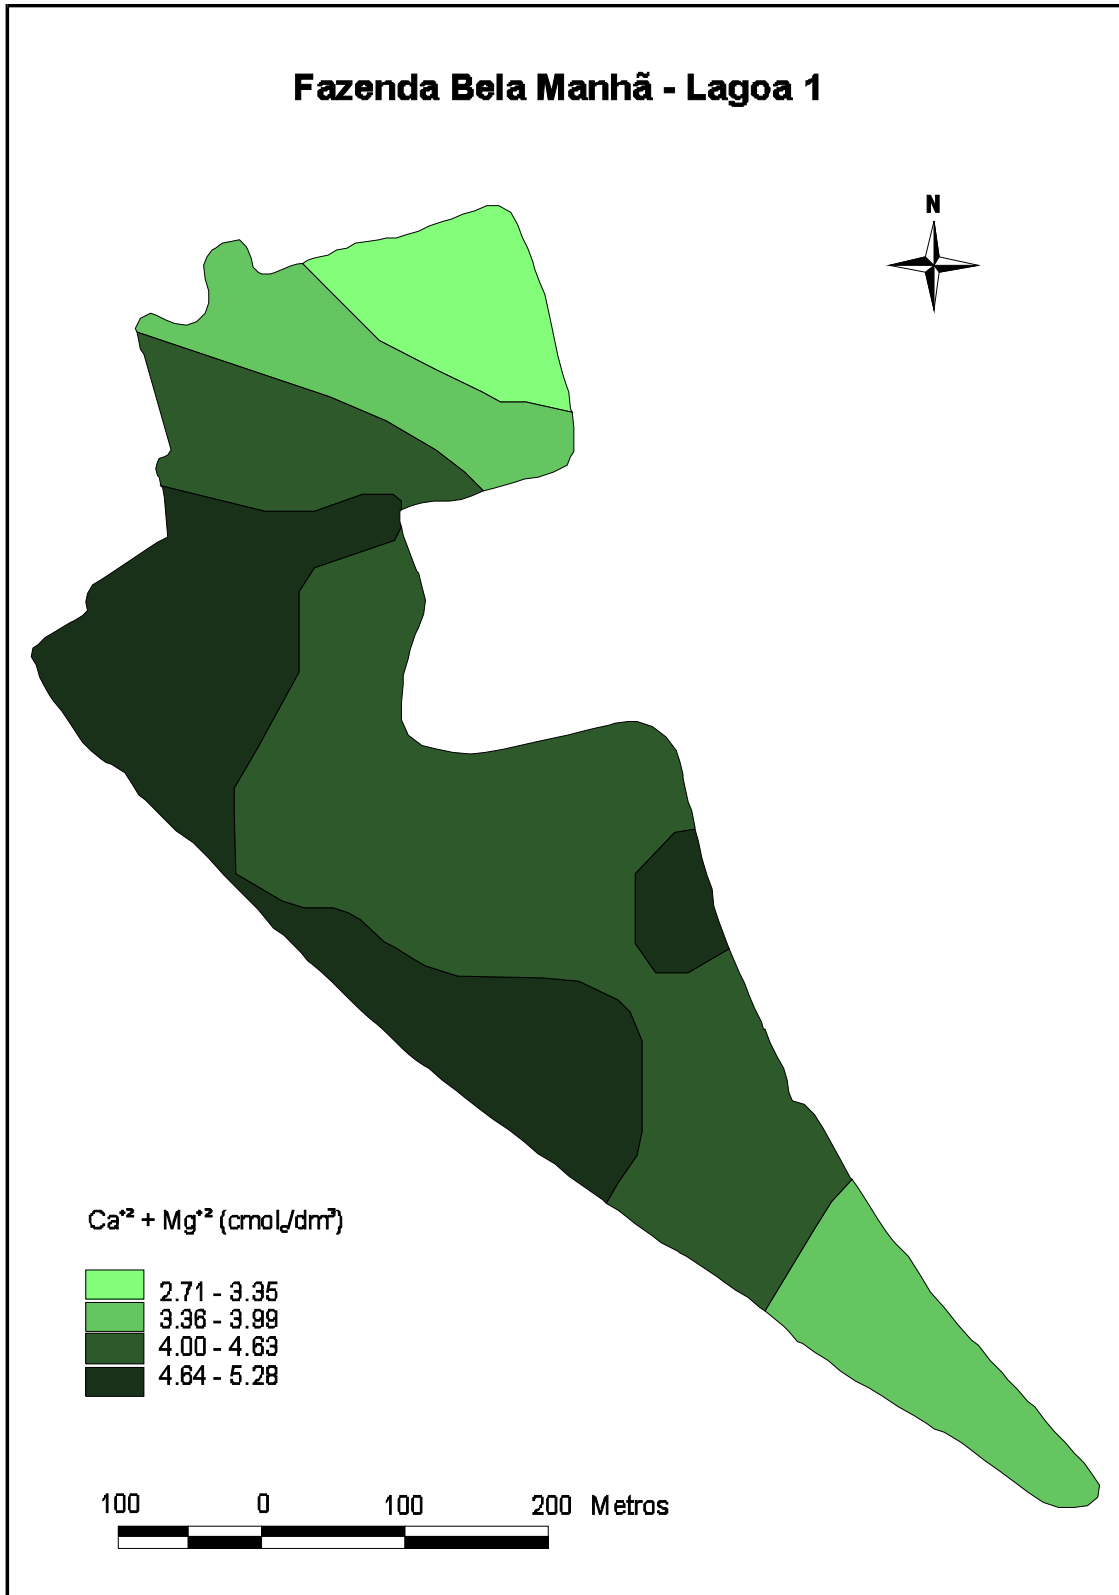 Fazenda Bela Manhã - Lagoa 1
N
Ca⁺² + Mg⁺² (cmolc/dm³)
2.71 - 3.35
3.36 - 3.99
4.00 - 4.63
4.64 - 5.28
100 0 100 200 Metros